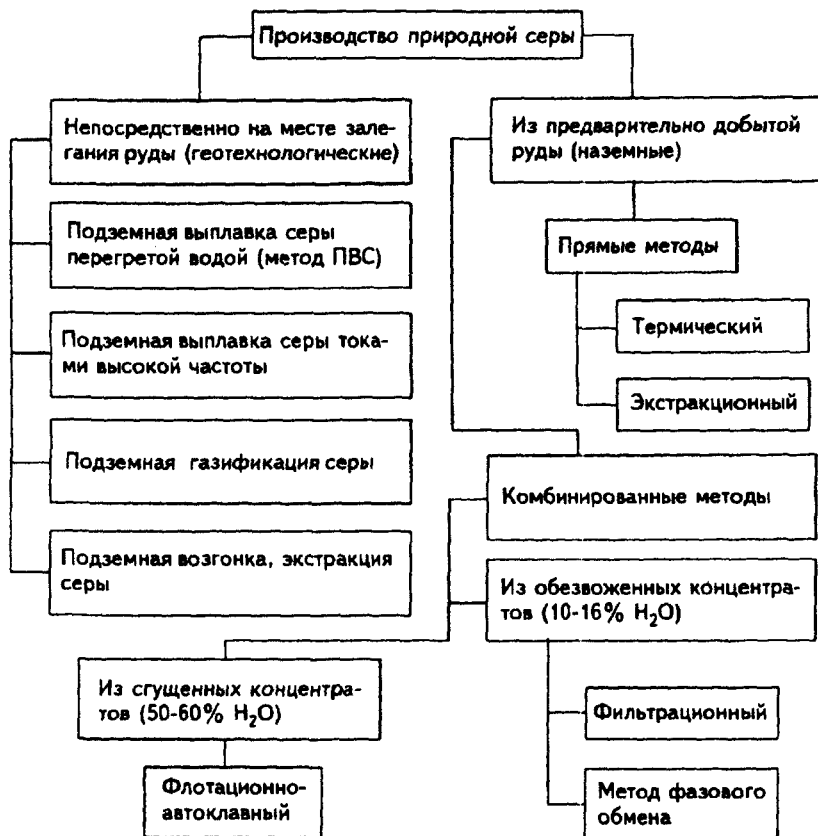 Производство природной серы
Непосредственно на месте зале-
гания руды (геотехнологические)
Подземная выплавка серы
перегретой водой (метод ПВС)
Подземная выплавка серы тока-
ми высокой частоты
Подземная газификация серы
Подземная возгонка, экстракция
серы
Из предварительно добытой
руды (наземные)
Прямые методы
Термический
Экстракционный
Комбинированные методы
Из обезвоженных концентра-
тов (10-16% H₂O)
Фильтрационный
Метод фазового
обмена
Из сгущенных концентра-
тов (50-60% H₂O)
Флотационно-
автоклавный